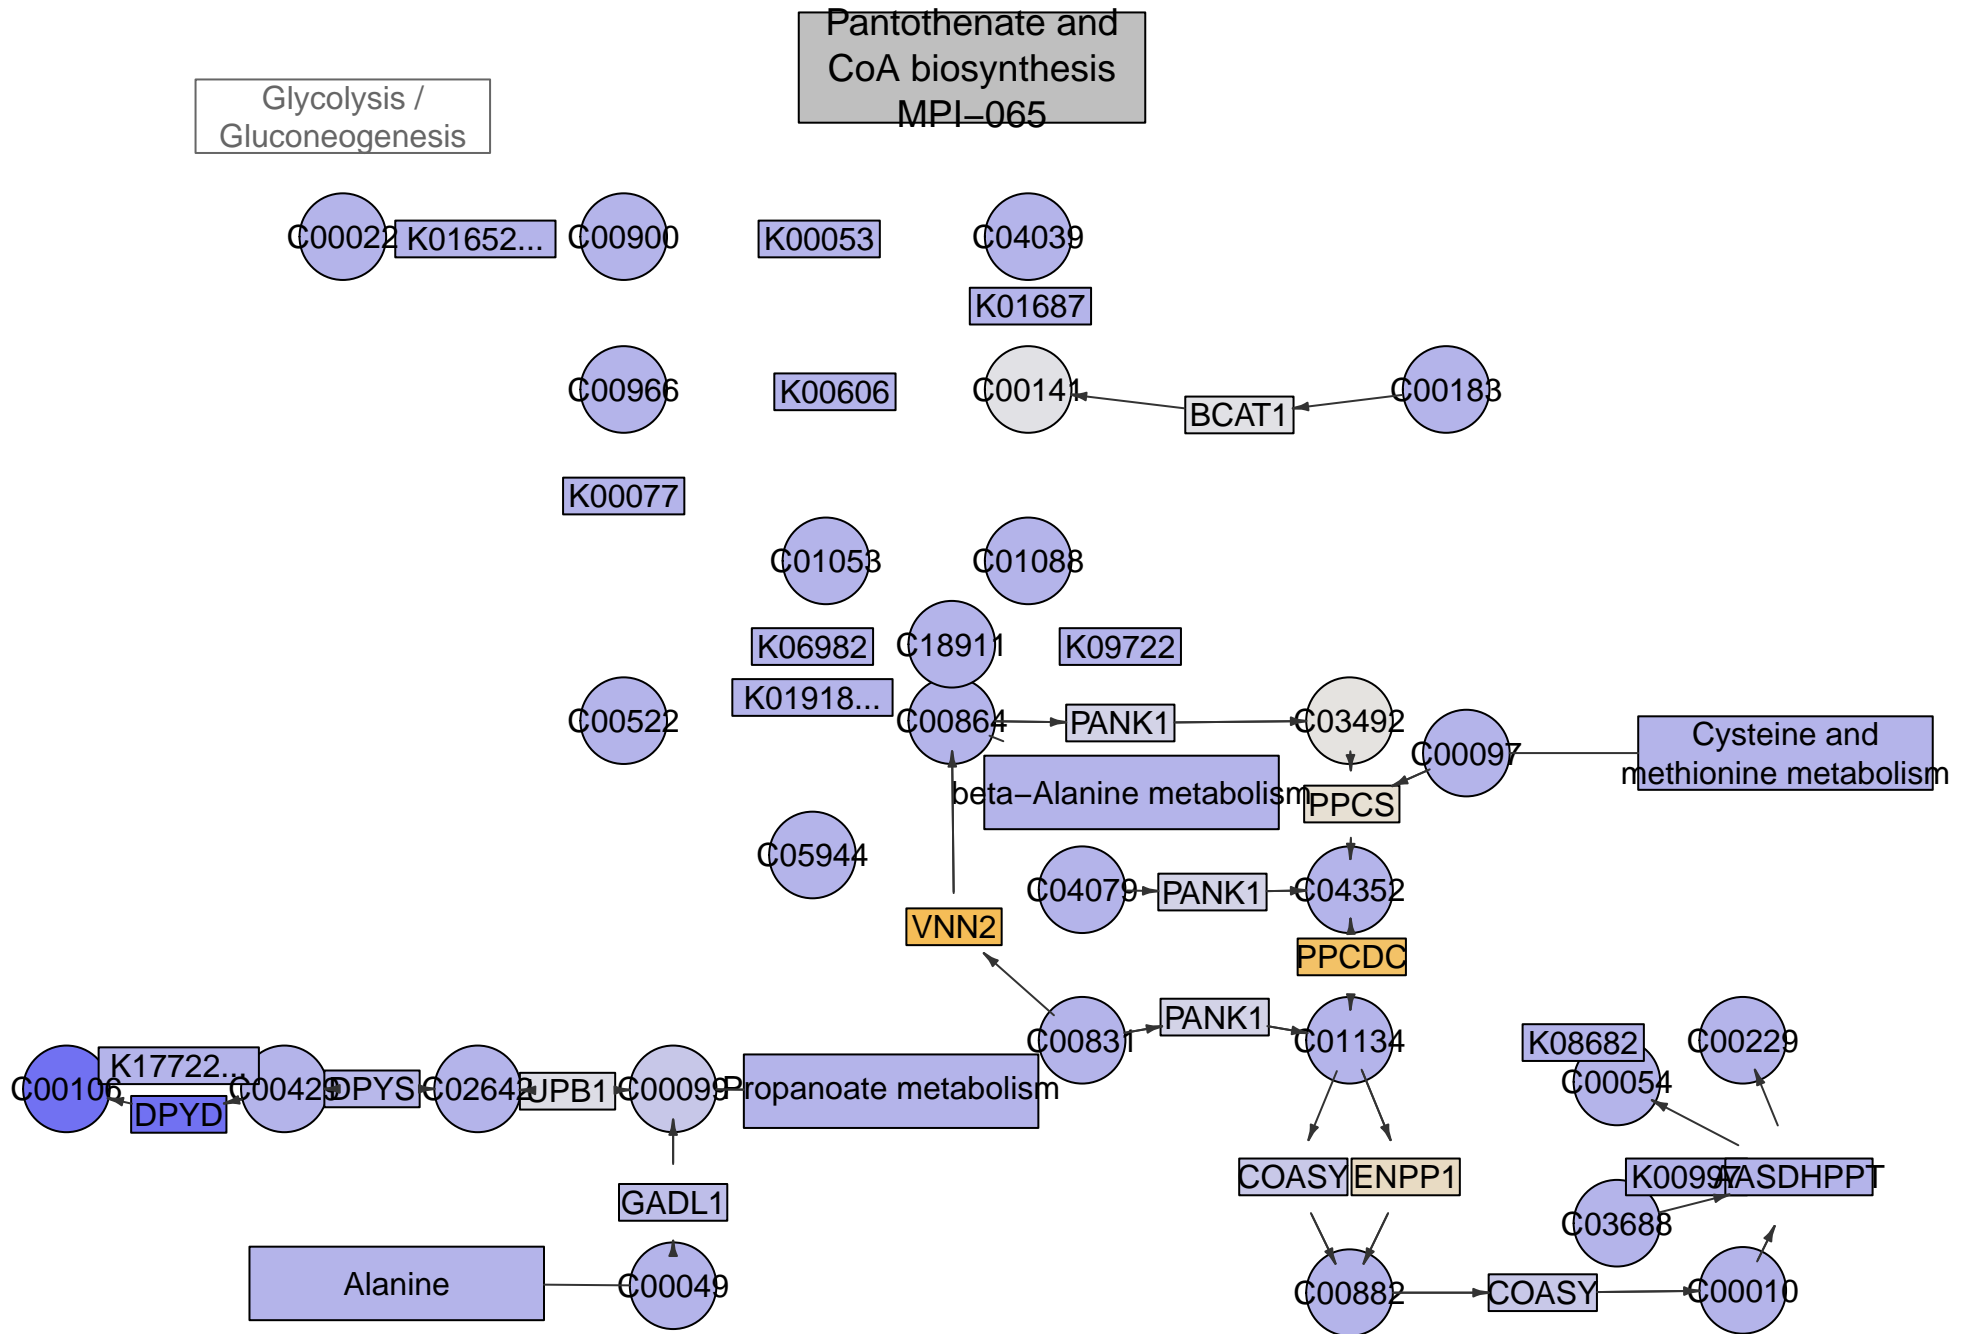 Pantothenate and
CoA biosynthesis
MPI−065
Glycolysis /
Gluconeogenesis
C00022
K01652...
C00900
K00053
C04039
K01687
C00966
K00606
C00141
BCAT1
C00183
K00077
C01053
C01088
K06982
C18911
K09722
K01918...
C00522
C00864
PANK1
C03492
C00097
Cysteine and
methionine metabolism
beta−Alanine metabolism
PPCS
C05944
C04079
PANK1
C04352
VNN2
PPCDC
C00831
PANK1
C01134
K08682
C00229
C00054
K17722...
C00106
DPYD
C00429
DPYS
C02642
UPB1
C00099
Propanoate metabolism
COASY
ENPP1
K00997
AASDHPPT
GADL1
C03688
Alanine
C00049
C00882
COASY
C00010